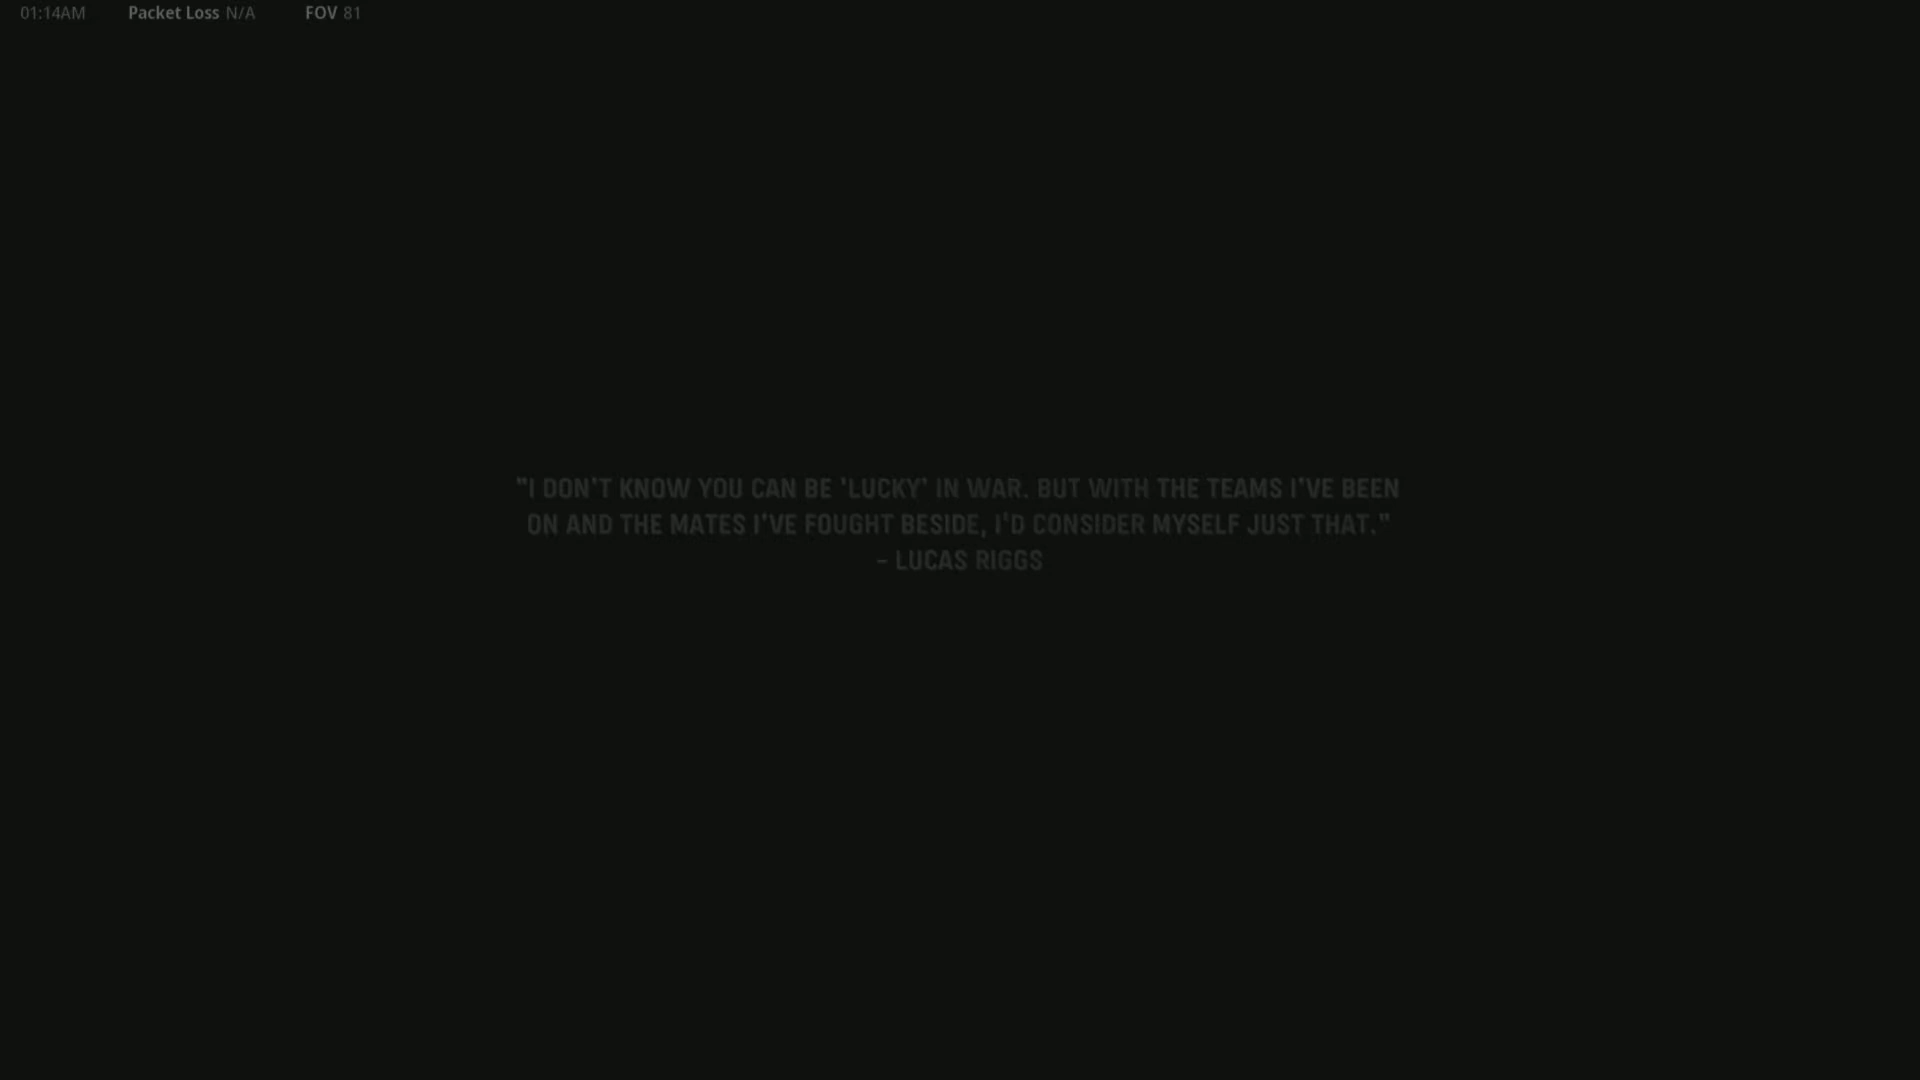 01:14AM Packet Loss N/A FOV 81
"I DON'T KNOW YOU CAN BE 'LUCKY' IN WAR. BUT WITH THE TEAMS I'VE BEEN
ON AND THE MATES I'VE FOUGHT BESIDE, I'D CONSIDER MYSELF JUST THAT."
- LUCAS RIGGS